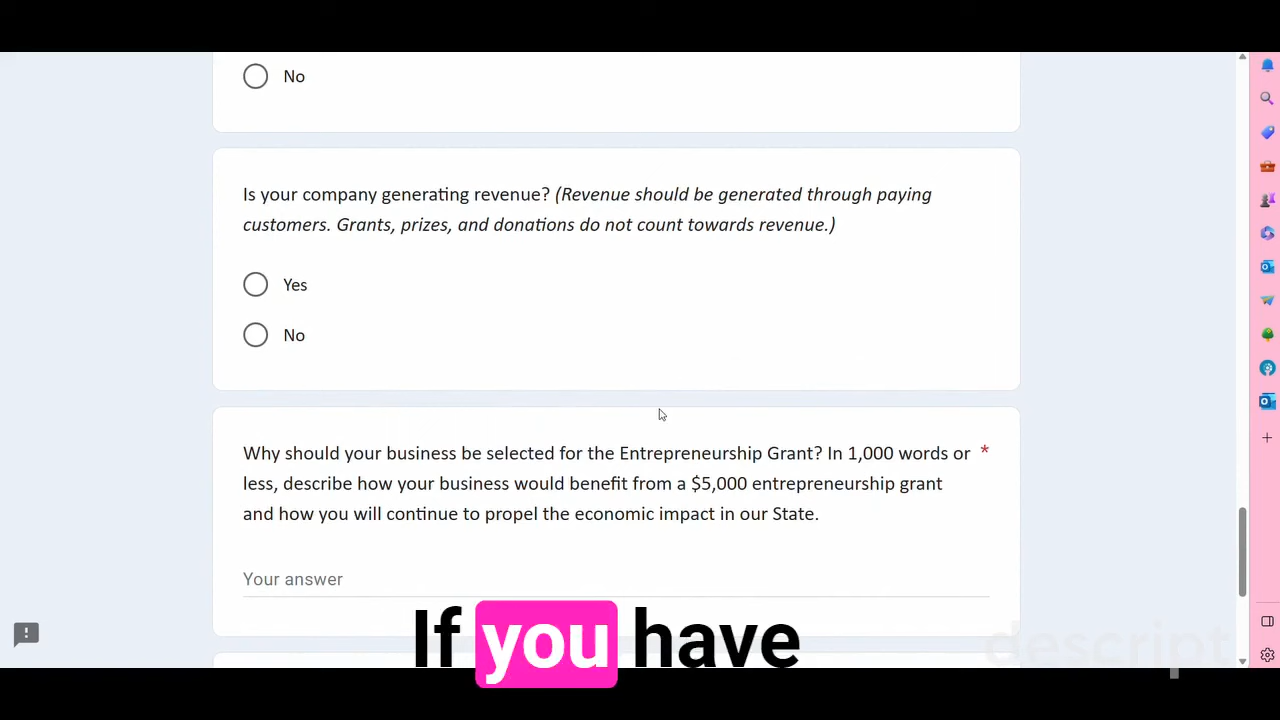 No
Is your company generating revenue? (Revenue should be generated through paying
customers. Grants, prizes, and donations do not count towards revenue.)
Yes
No
Why should your business be selected for the Entrepreneurship Grant? In 1,000 words or *
less, describe how your business would benefit from a $5,000 entrepreneurship grant
and how you will continue to propel the economic impact in our State.
Your answer
If you have
descript